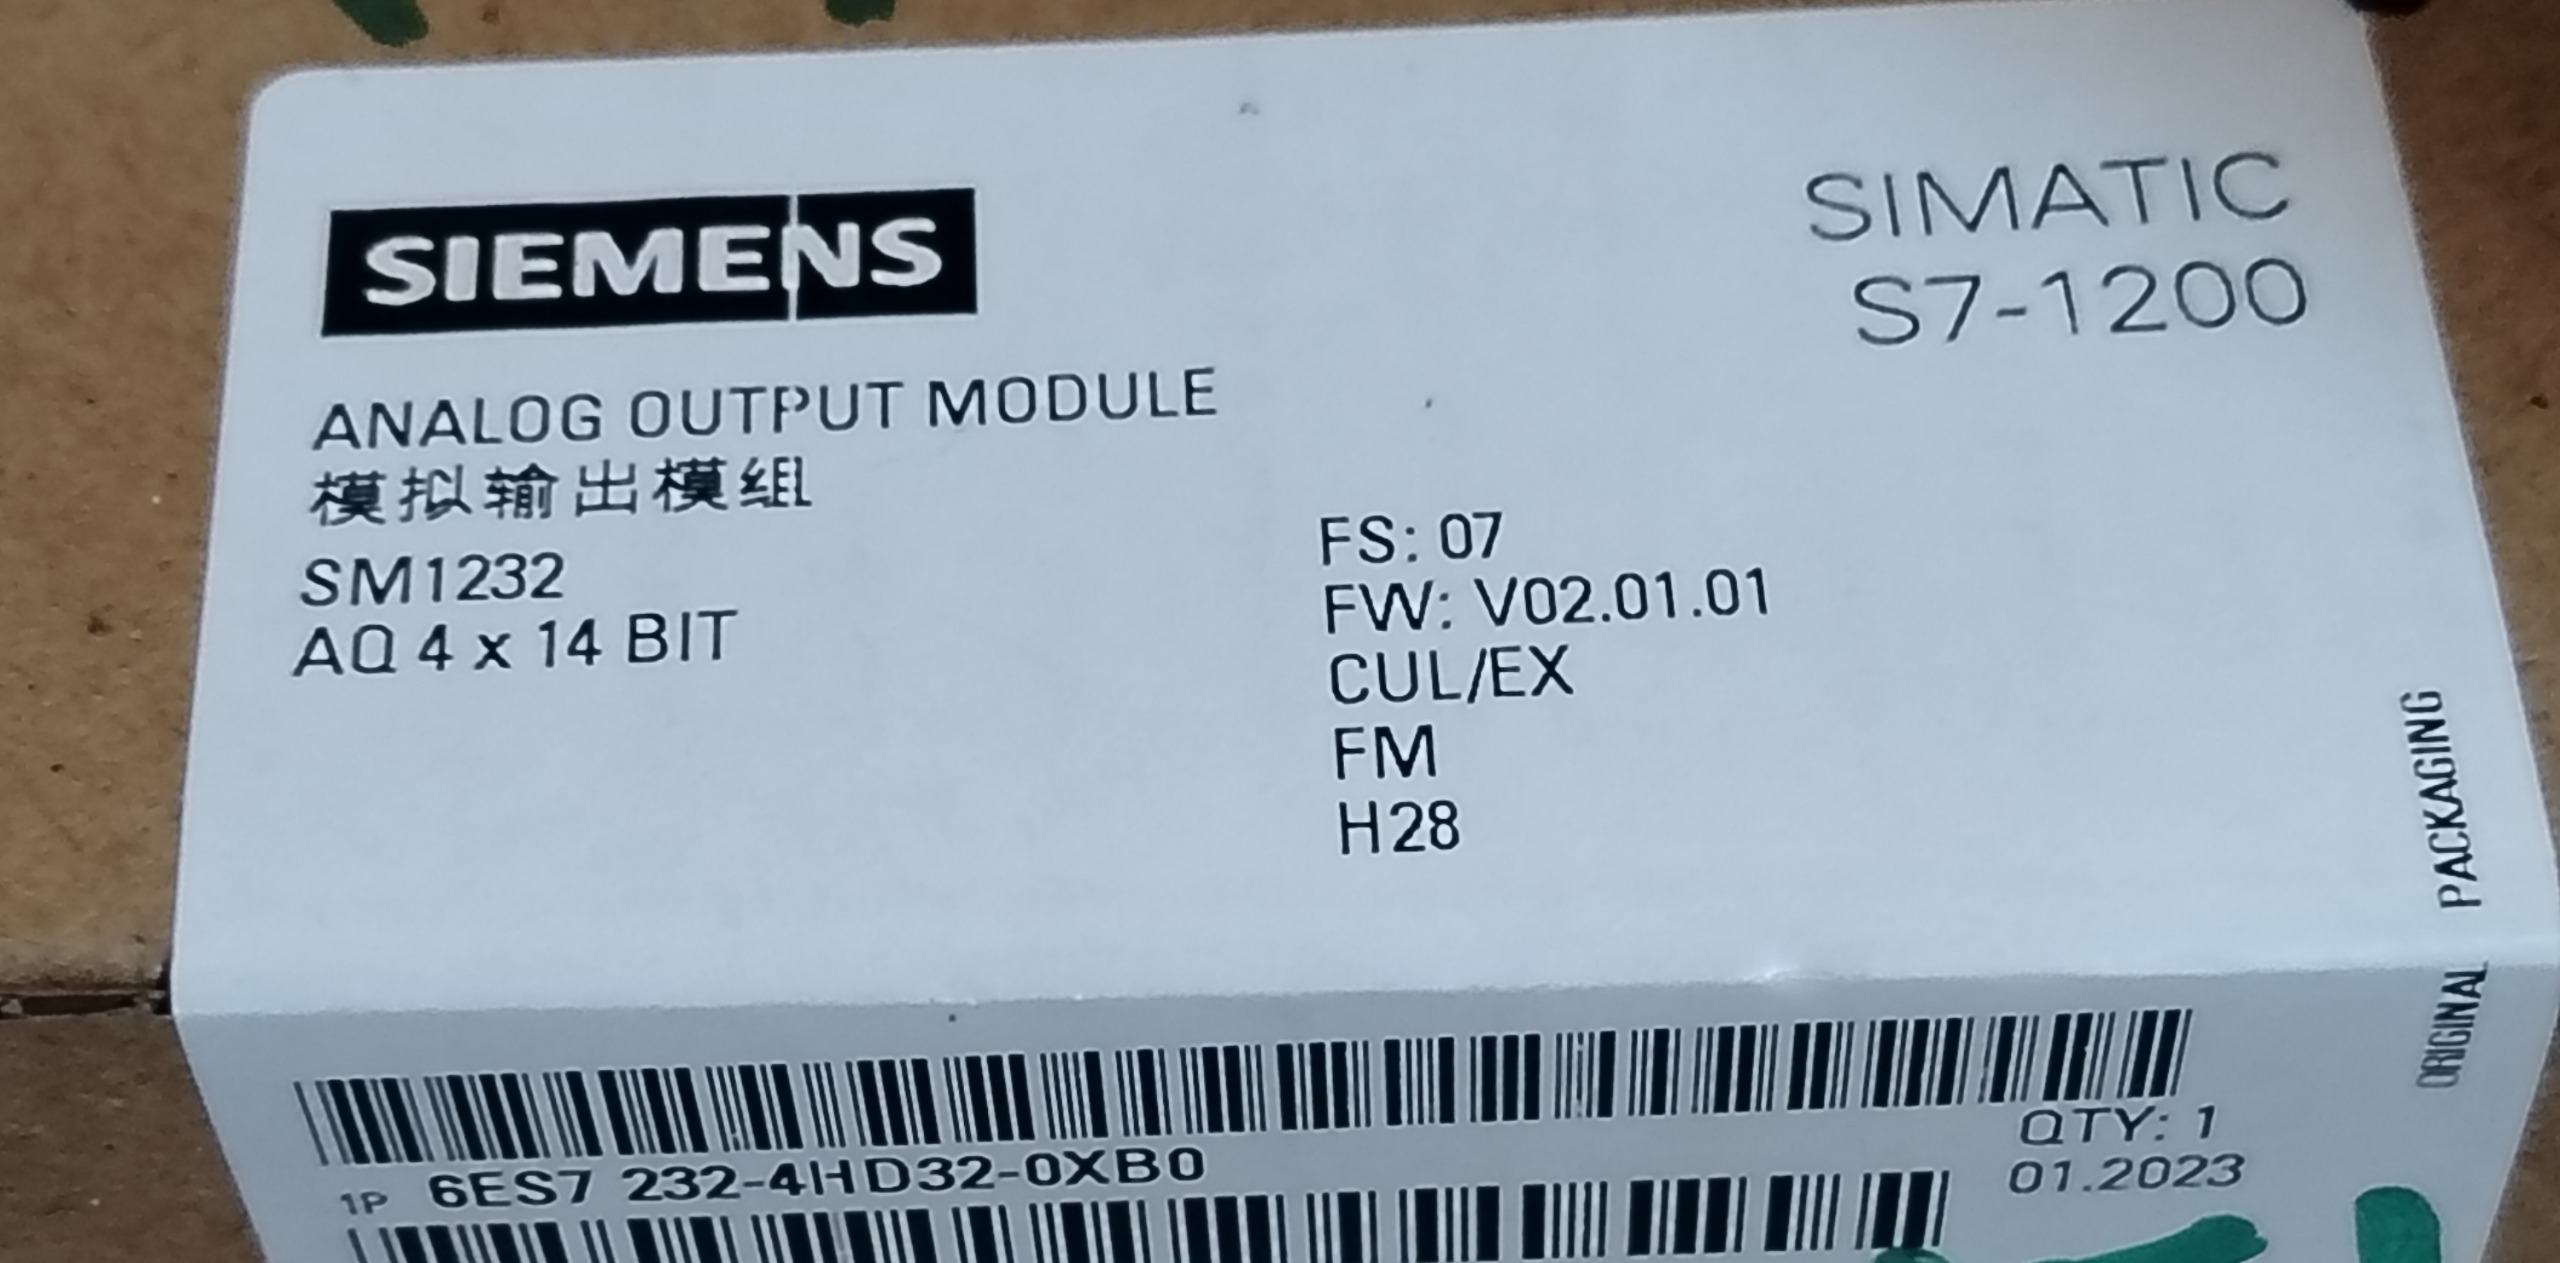 SIEMENS
SIMATIC
S7-1200
ANALOG OUTPUT MODULE
模拟输出模组
SM1232
AQ 4 x 14 BIT
FS: 07
FW: V02.01.01
CUL/EX
FM
H28
ORIGINAL PACKAGING
1P 6ES7 232-4HD32-0XB0
QTY: 1
01.2023